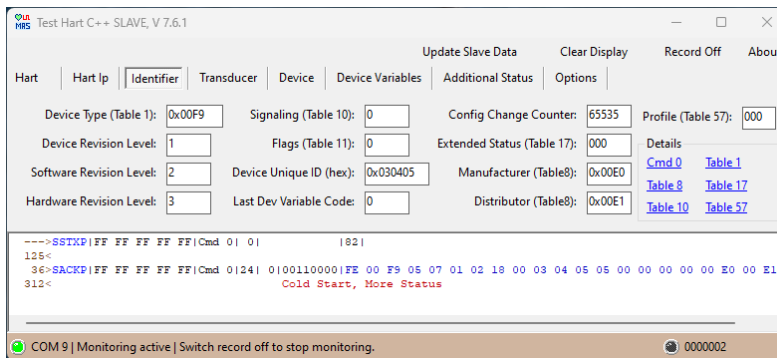 Test Hart C++ SLAVE, V 7.6.1
Update Slave Data Clear Display Record Off Abou
Hart Hart Ip Identifier Transducer Device Device Variables Additional Status Options
Device Type (Table 1): 0x00F9 Signaling (Table 10): 0 Config Change Counter: 65535 Profile (Table 57): 000
Device Revision Level: 1 Flags (Table 11): 0 Extended Status (Table 17): 000 Details
Software Revision Level: 2 Device Unique ID (hex): 0x030405 Manufacturer (Table8): 0x00E0 Cmd 0 Table 1
Hardware Revision Level: 3 Last Dev Variable Code: 0 Distributor (Table8): 0x00E1 Table 8 Table 17
Table 10 Table 57
--->SSTXP|FF FF FF FF FF|Cmd 0| 0| |82|
125<
36>SACKP|FF FF FF FF FF|Cmd 0|24| 0|00110000|FE 00 F9 05 07 01 02 18 00 03 04 05 05 00 00 00 00 00 E0 00 E1
312< Cold Start, More Status
COM 9 | Monitoring active | Switch record off to stop monitoring. 0000002